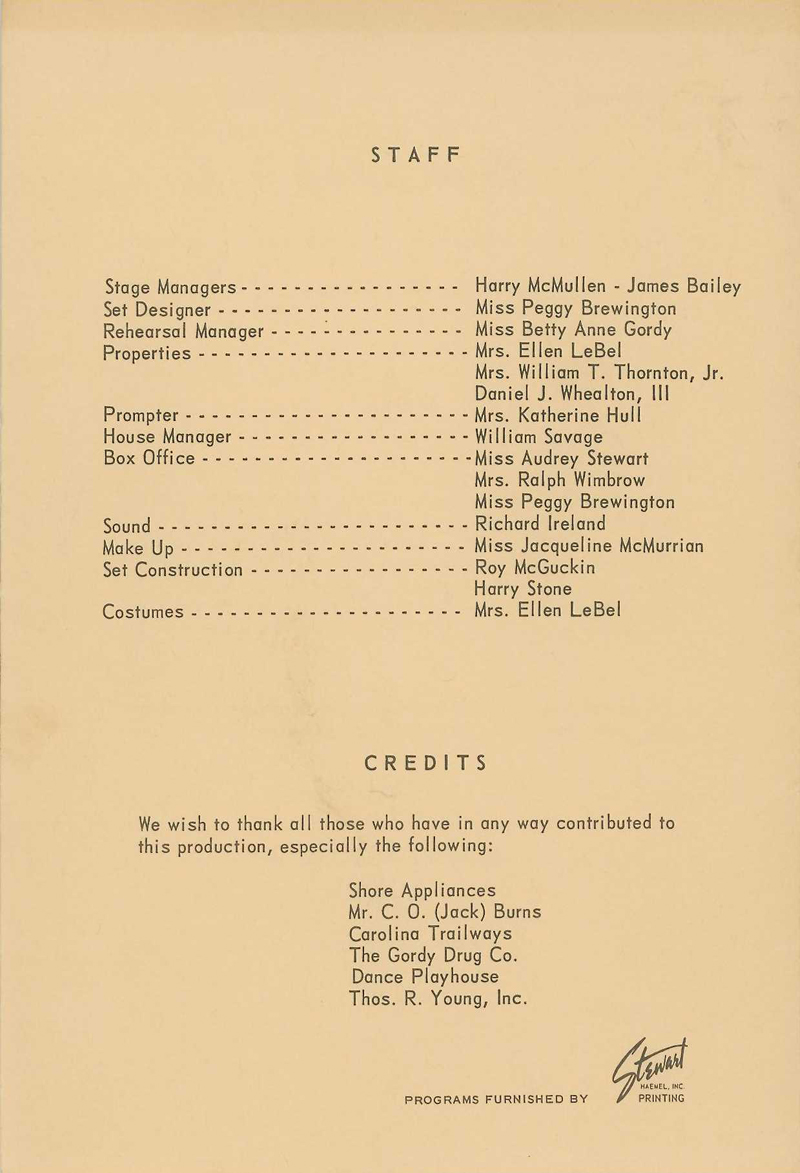 STAFF
Stage Managers - - - - - - - - - - - - - - - - - Harry McMullen - James Bailey
Set Designer - - - - - - - - - - - - - - - - - - - Miss Peggy Brewington
Rehearsal Manager - - - - - - - - - - - - - - - Miss Betty Anne Gordy
Properties - - - - - - - - - - - - - - - - - - - - - Mrs. Ellen LeBel
Mrs. William T. Thornton, Jr.
Daniel J. Whealton, III
Prompter - - - - - - - - - - - - - - - - - - - - - - Mrs. Katherine Hull
House Manager - - - - - - - - - - - - - - - - - - William Savage
Box Office - - - - - - - - - - - - - - - - - - - - - Miss Audrey Stewart
Mrs. Ralph Wimbrow
Miss Peggy Brewington
Sound - - - - - - - - - - - - - - - - - - - - - - - - Richard Ireland
Make Up - - - - - - - - - - - - - - - - - - - - - - Miss Jacqueline McMurrian
Set Construction - - - - - - - - - - - - - - - - - Roy McGuckin
Harry Stone
Costumes - - - - - - - - - - - - - - - - - - - - - Mrs. Ellen LeBel
CREDITS
We wish to thank all those who have in any way contributed to
this production, especially the following:
Shore Appliances
Mr. C. O. (Jack) Burns
Carolina Trailways
The Gordy Drug Co.
Dance Playhouse
Thos. R. Young, Inc.
PROGRAMS FURNISHED BY
Stewart
HAEMEL, INC.
PRINTING